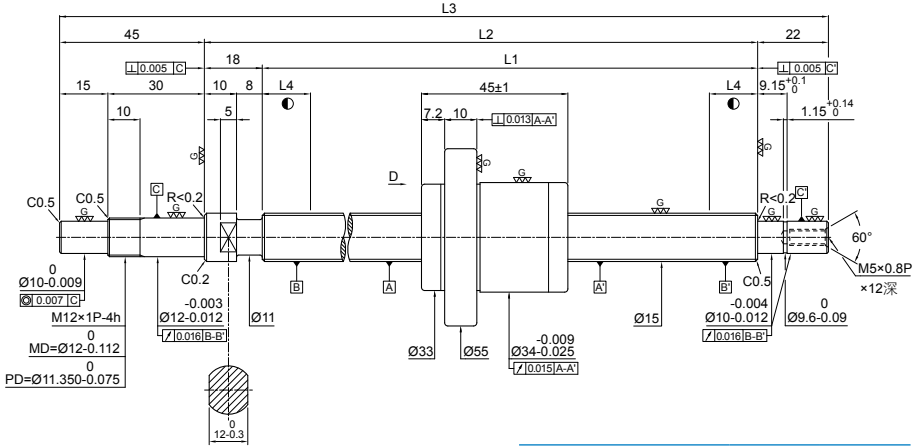 L3
45
L2
22
⊥ 0.005 C
18
L1
⊥ 0.005 C'
15
30
10
8
L4
45±1
L4
9.15 +0.1 0
10
5
7.2
10
⊥ 0.013 A-A'
1.15 +0.14 0
G
G
G
D
G
C0.5
C0.5
C
R<0.2
R<0.2
C'
G
G
G
G
G
60°
C0.2
B
A
A'
B'
C0.5
M5×0.8P
×12深
0
Ø10-0.009
◎ 0.007 C
M12×1P-4h
0
MD=Ø12-0.112
0
PD=Ø11.350-0.075
-0.003
Ø12-0.012
↗ 0.016 B-B'
Ø11
Ø33
Ø55
-0.009
Ø34-0.025
↗ 0.015 A-A'
Ø15
-0.004
Ø10-0.012
↗ 0.016 B-B'
0
Ø9.6-0.09
0
12-0.3